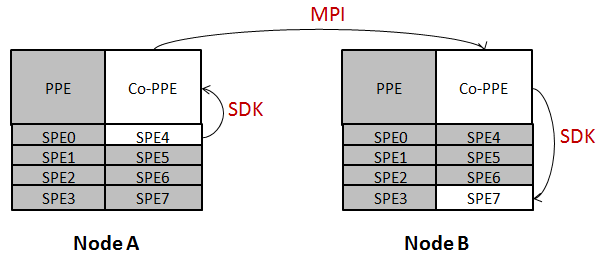 MPI
PPE Co-PPE
SDK
SPE0 SPE4
SPE1 SPE5
SPE2 SPE6
SPE3 SPE7
Node A
PPE Co-PPE
SDK
SPE0 SPE4
SPE1 SPE5
SPE2 SPE6
SPE3 SPE7
Node B